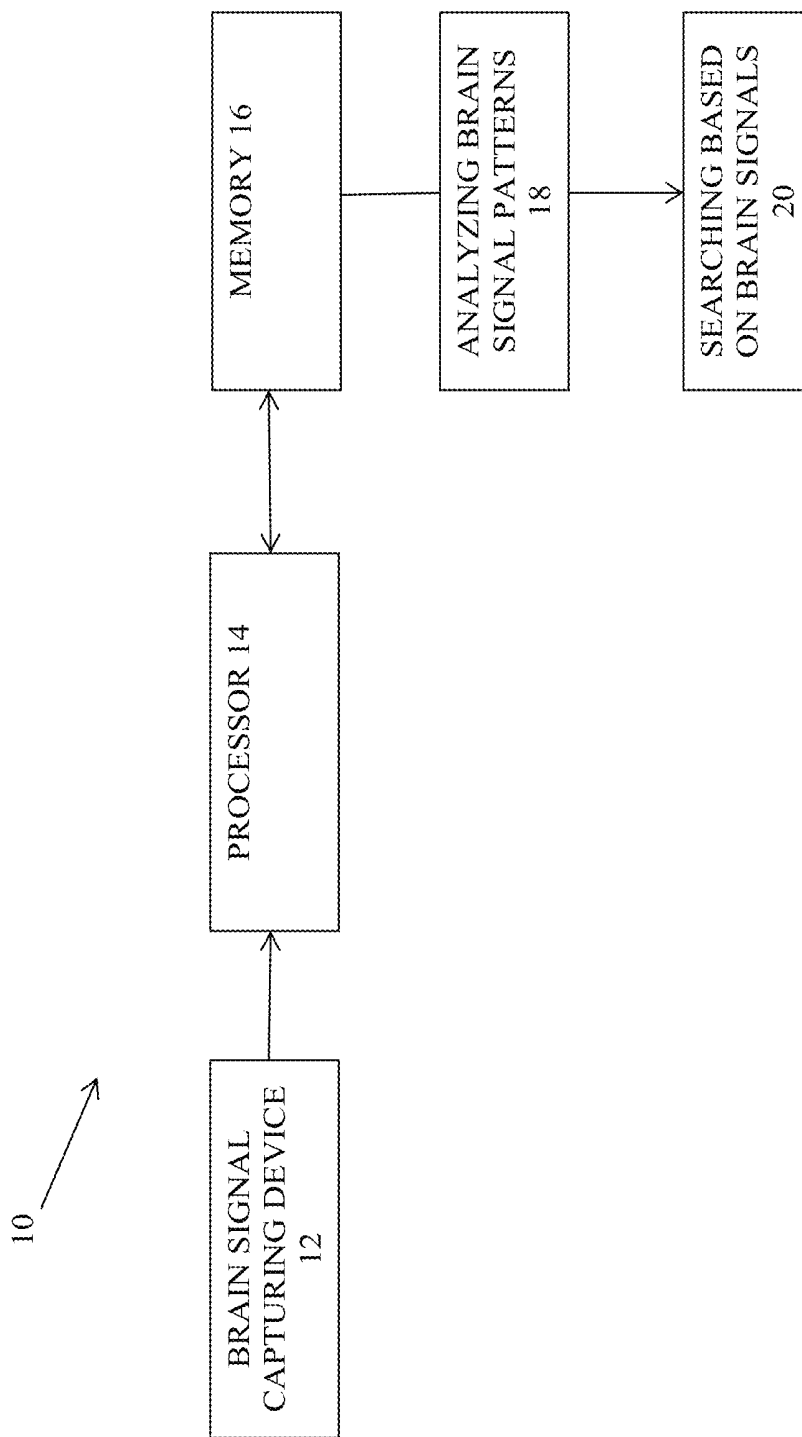 10
BRAIN SIGNAL
CAPTURING DEVICE
12
PROCESSOR 14
MEMORY 16
ANALYZING BRAIN
SIGNAL PATTERNS
18
SEARCHING BASED
ON BRAIN SIGNALS
20